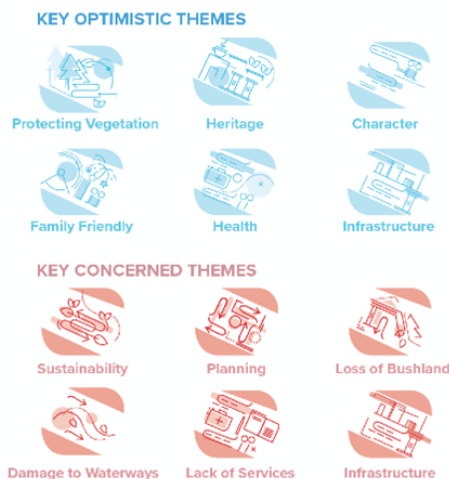 KEY OPTIMISTIC THEMES
Protecting Vegetation Heritage Character
Family Friendly Health Infrastructure
KEY CONCERNED THEMES
Sustainability Planning Loss of Bushland
Damage to Waterways Lack of Services Infrastructure